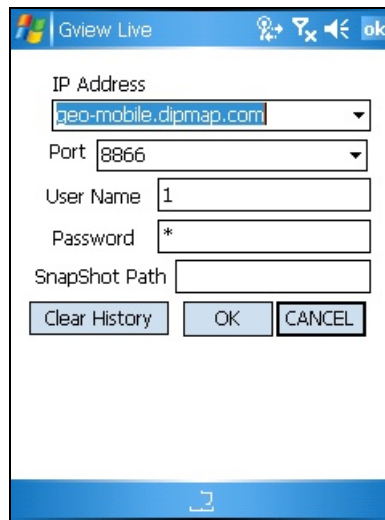 Gview Live ok
IP Address
geo-mobile.dipmap.com
Port 8866
User Name 1
Password *
SnapShot Path
Clear History OK CANCEL